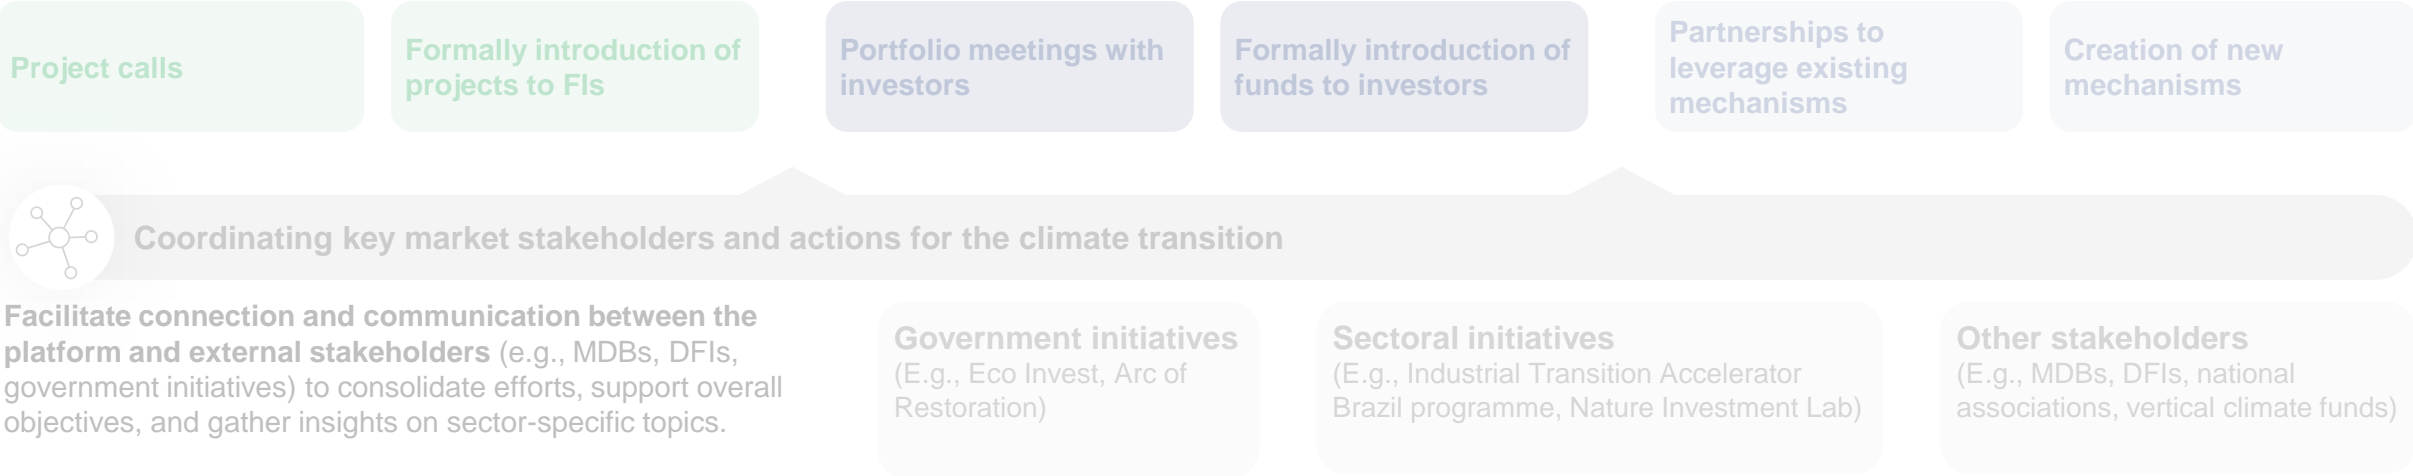 Project calls
Formally introduction of
projects to FIs
Portfolio meetings with
investors
Formally introduction of
funds to investors
Partnerships to
leverage existing
mechanisms
Creation of new
mechanisms
Coordinating key market stakeholders and actions for the climate transition
Facilitate connection and communication between the
platform and external stakeholders (e.g., MDBs, DFIs,
government initiatives) to consolidate efforts, support overall
objectives, and gather insights on sector-specific topics.
Government initiatives
(E.g., Eco Invest, Arc of
Restoration)
Sectoral initiatives
(E.g., Industrial Transition Accelerator
Brazil programme, Nature Investment Lab)
Other stakeholders
(E.g., MDBs, DFIs, national
associations, vertical climate funds)